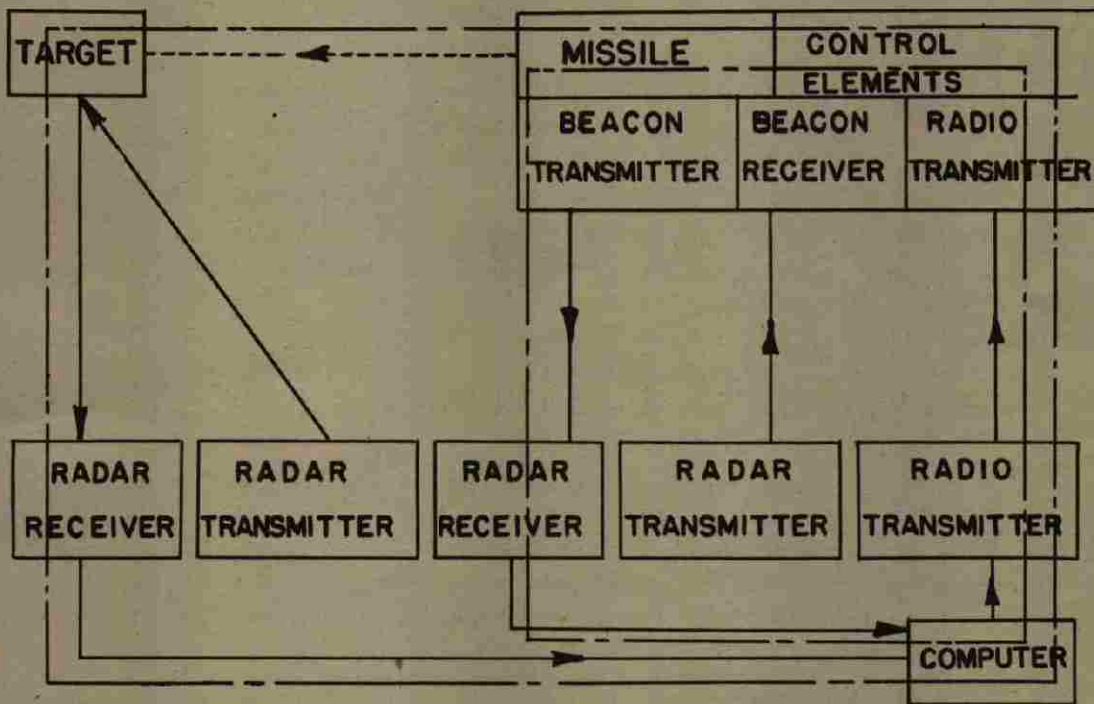 TARGET
MISSILE
CONTROL
ELEMENTS
BEACON
TRANSMITTER
BEACON
RECEIVER
RADIO
TRANSMITTER
RADAR
RECEIVER
RADAR
TRANSMITTER
RADAR
RECEIVER
RADAR
TRANSMITTER
RADIO
TRANSMITTER
COMPUTER